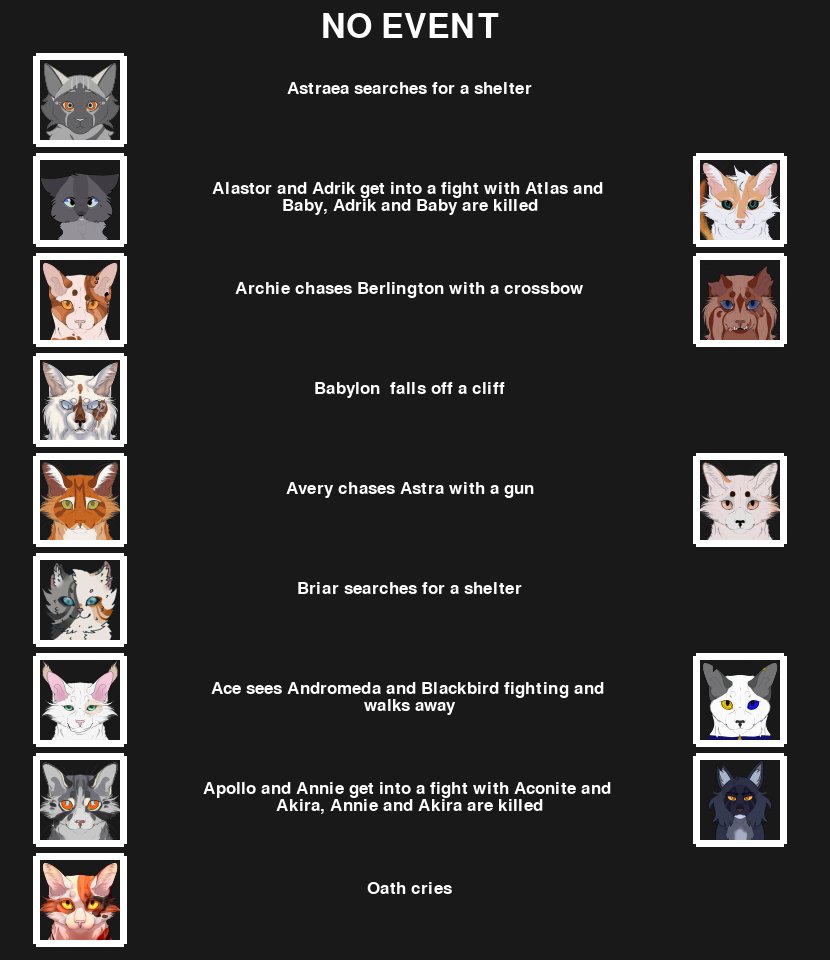 NO EVENT
Astraea searches for a shelter
Alastor and Adrik get into a fight with Atlas and
Baby, Adrik and Baby are killed
Archie chases Berlington with a crossbow
Babylon  falls off a cliff
Avery chases Astra with a gun
Briar searches for a shelter
Ace sees Andromeda and Blackbird fighting and
walks away
Apollo and Annie get into a fight with Aconite and
Akira, Annie and Akira are killed
Oath cries